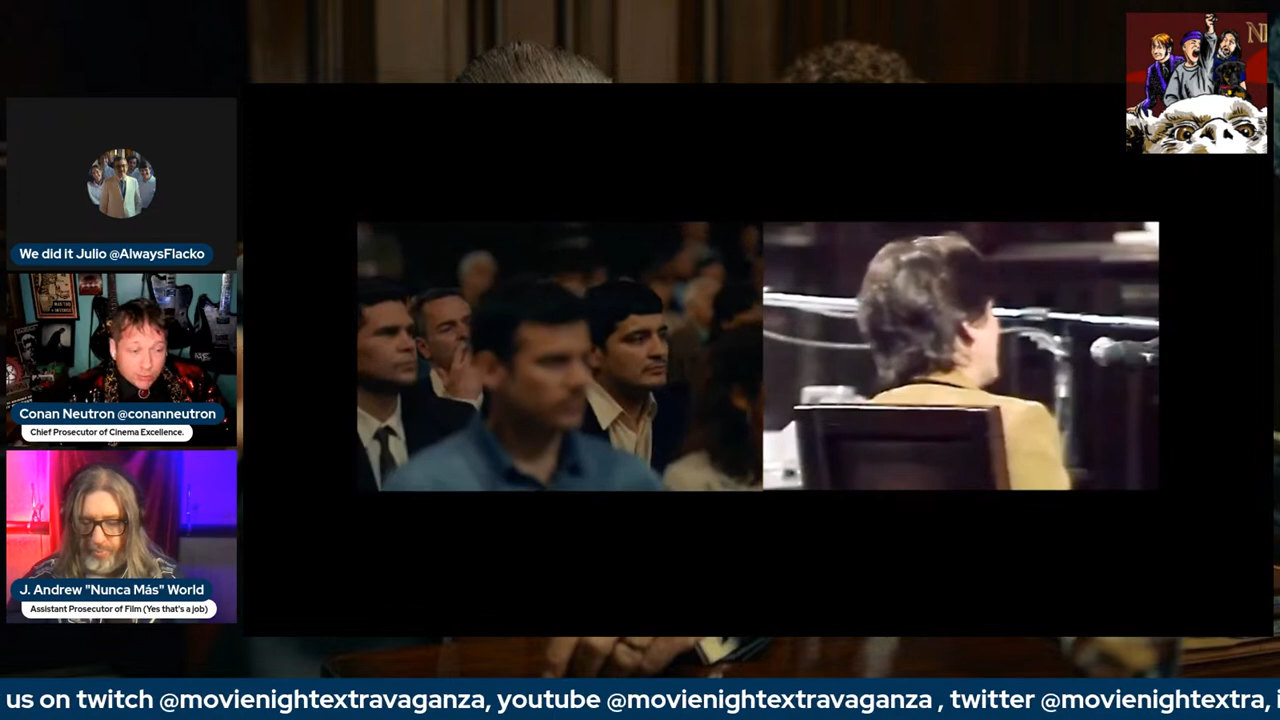 We did it Julio @AlwaysFlacko
Conan Neutron @conanneutron
Chief Prosecutor of Cinema Excellence.
J. Andrew "Nunca Más" World
Assistant Prosecutor of Film (Yes that's a job)
us on twitch @movienightextravaganza, youtube @movienightextravaganza , twitter @movienightextra, i